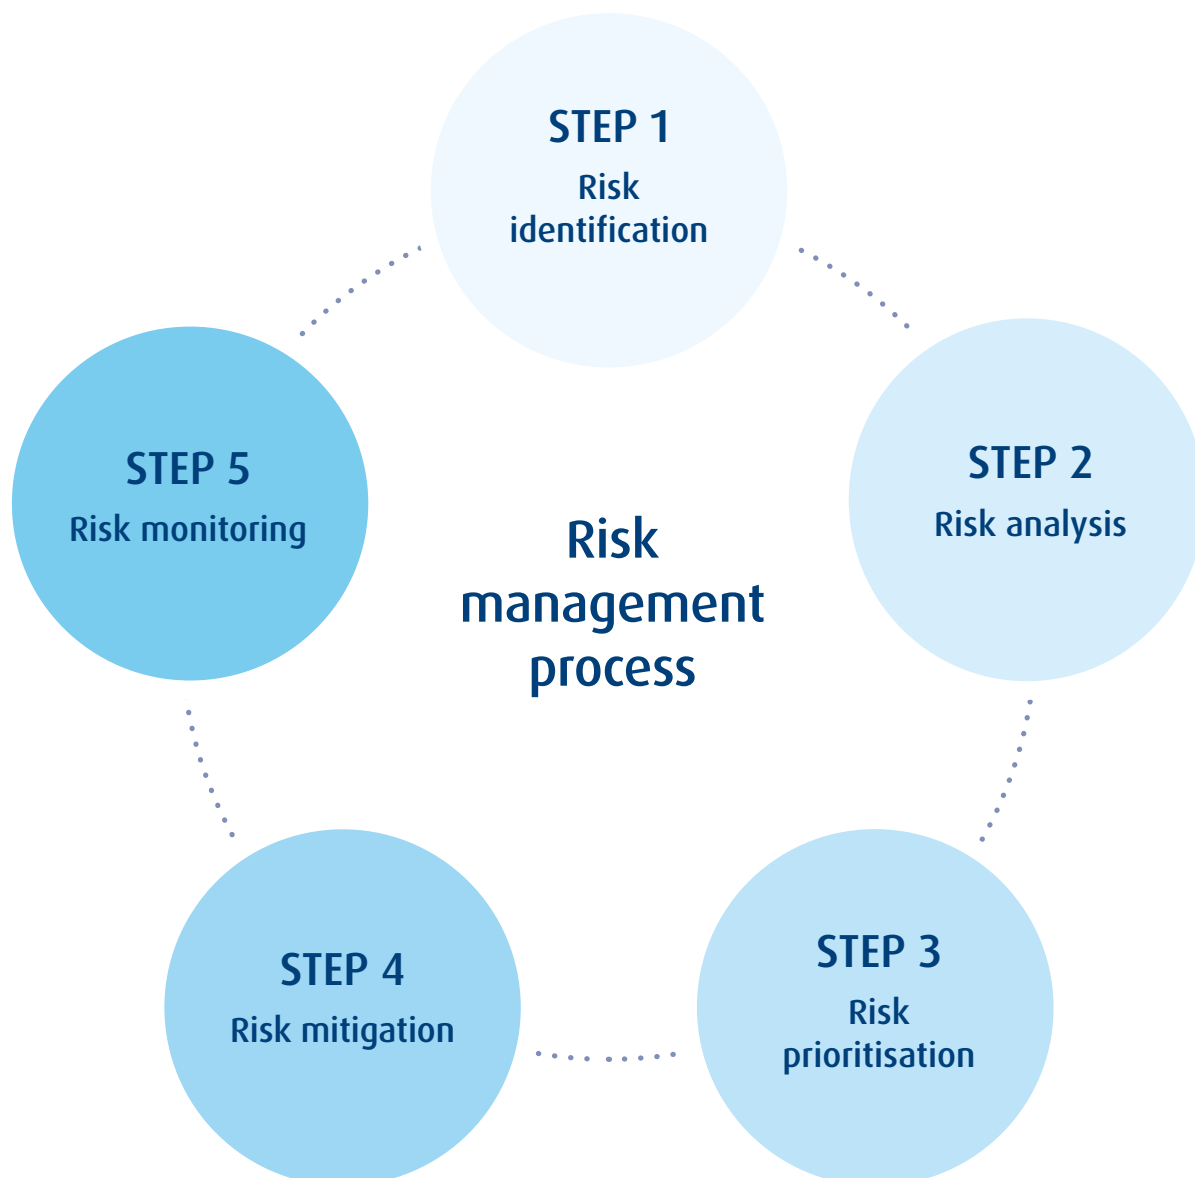 STEP 1
Risk
identification
STEP 2
Risk analysis
STEP 3
Risk
prioritisation
STEP 4
Risk mitigation
STEP 5
Risk monitoring
Risk
management
process